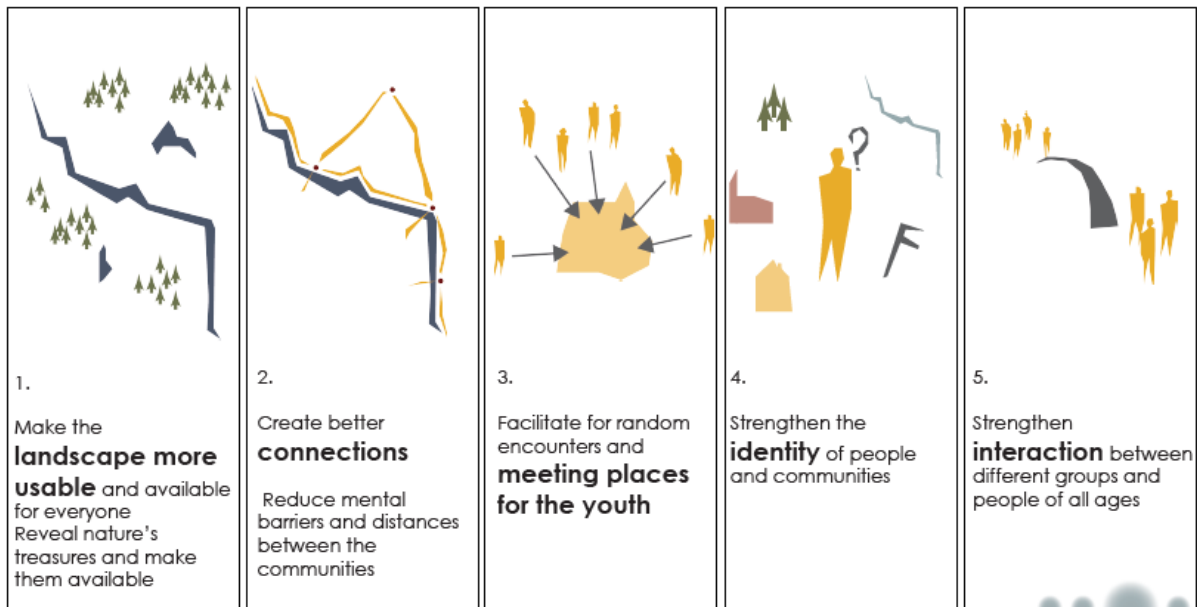 1.
Make the
landscape more
usable and available
for everyone
Reveal nature's
treasures and make
them available
2.
Create better
connections
Reduce mental
barriers and distances
between the
communities
3.
Facilitate for random
encounters and
meeting places
for the youth
4.
Strengthen the
identity of people
and communities
5.
Strengthen
interaction between
different groups and
people of all ages